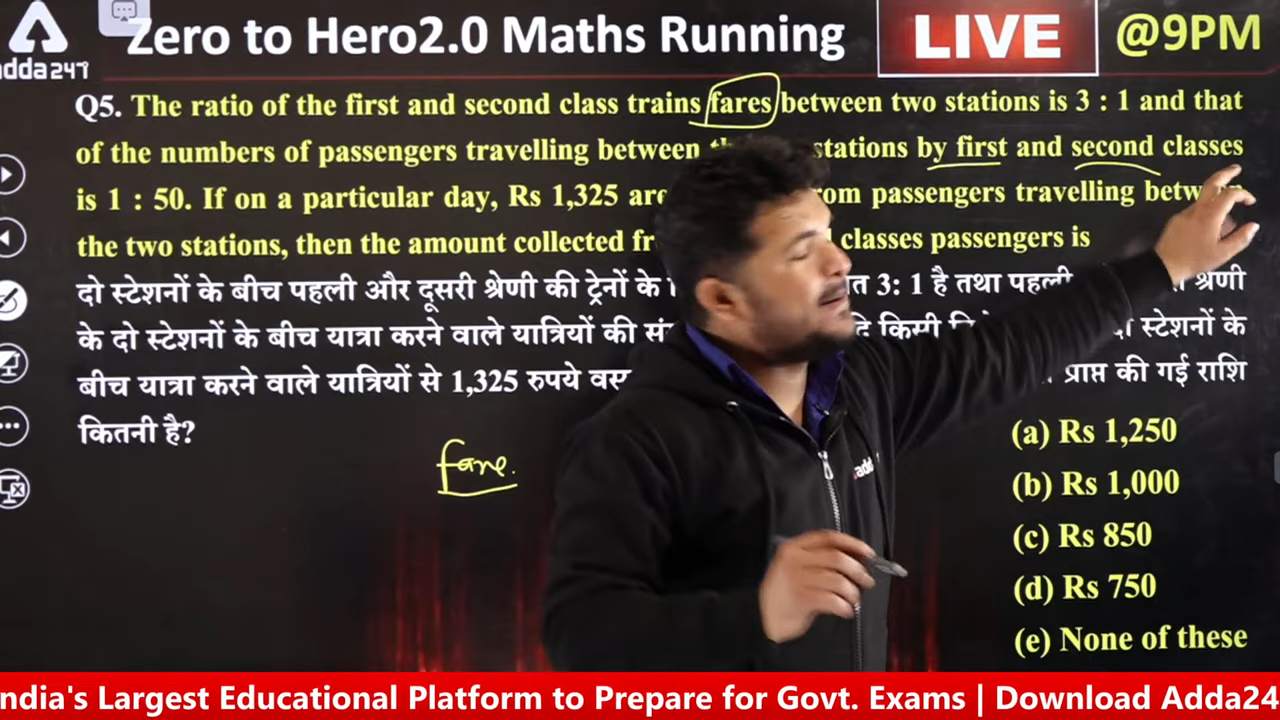 Zero to Hero2.0 Maths Running
LIVE
@9PM
adda247
Q5. The ratio of the first and second class trains fares between two stations is 3 : 1 and that
of the numbers of passengers travelling between stations by first and second classes
is 1 : 50. If on a particular day, Rs 1,325 are passengers travelling
the two stations, then the amount collected classes passengers is
दो स्टेशनों के बीच पहली और दूसरी श्रेणी की ट्रेनों के 3: 1 है तथा पहली श्रेणी
के दो स्टेशनों के बीच यात्रा करने वाले यात्रियों की किसी स्टेशनों के
बीच यात्रा करने वाले यात्रियों से 1,325 रुपये प्राप्त की गई राशि
कितनी है?
fare.
(a) Rs 1,250
(b) Rs 1,000
(c) Rs 850
(d) Rs 750
(e) None of these
ndia's Largest Educational Platform to Prepare for Govt. Exams | Download Adda24